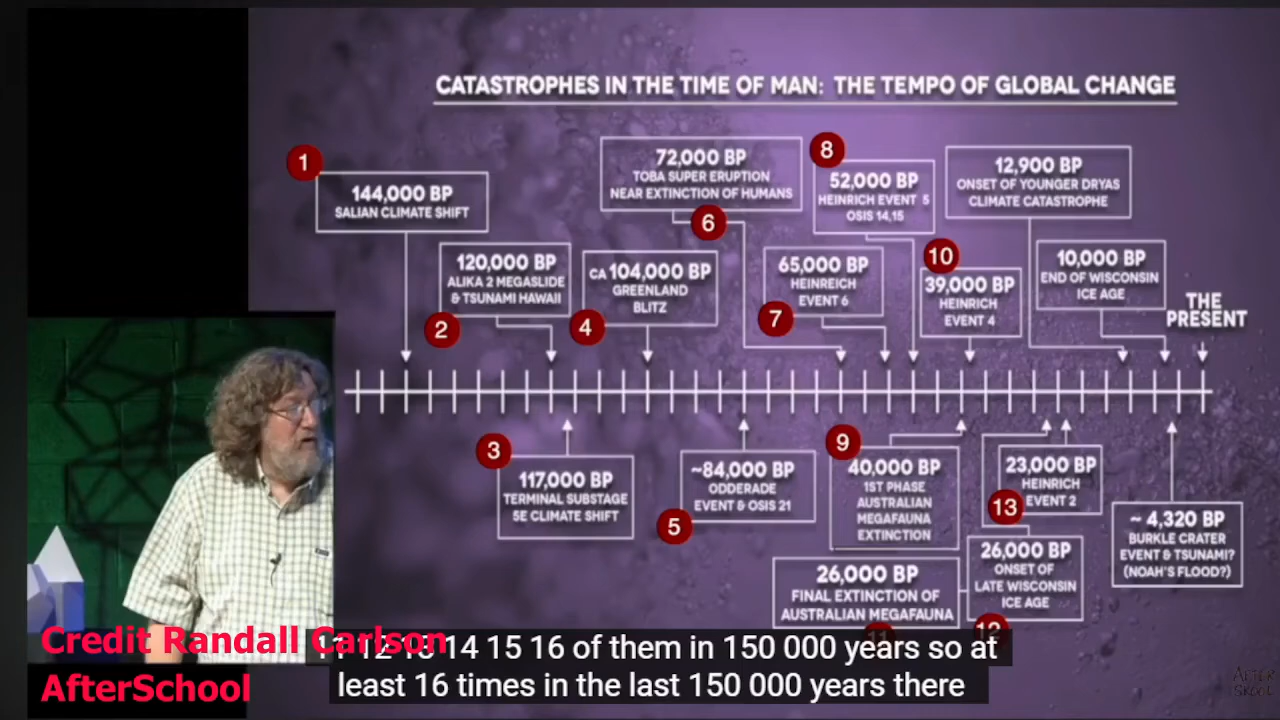 CATASTROPHES IN THE TIME OF MAN: THE TEMPO OF GLOBAL CHANGE
1
144,000 BP
SALIAN CLIMATE SHIFT
2
120,000 BP
ALIKA 2 MEGASLIDE
& TSUNAMI HAWAII
4
CA 104,000 BP
GREENLAND
BLITZ
72,000 BP
TOBA SUPER ERUPTION
NEAR EXTINCTION OF HUMANS
6
65,000 BP
HEINREICH
EVENT 6
7
8
52,000 BP
HEINRICH EVENT 5
OSIS 14,15
10
39,000 BP
HEINRICH
EVENT 4
12,900 BP
ONSET OF YOUNGER DRYAS
CLIMATE CATASTROPHE
10,000 BP
END OF WISCONSIN
ICE AGE
THE
PRESENT
3
117,000 BP
TERMINAL SUBSTAGE
5E CLIMATE SHIFT
5
~84,000 BP
ODDERADE
EVENT & OSIS 21
9
40,000 BP
1ST PHASE
AUSTRALIAN
MEGAFAUNA
EXTINCTION
26,000 BP
FINAL EXTINCTION OF
AUSTRALIAN MEGAFAUNA
11
13
23,000 BP
HEINRICH
EVENT 2
26,000 BP
ONSET OF
LATE WISCONSIN
ICE AGE
12
~ 4,320 BP
BURKLE CRATER
EVENT & TSUNAMI?
(NOAH'S FLOOD?)
Credit Randall Carlson
AfterSchool
11 12 13 14 15 16 of them in 150 000 years so at
least 16 times in the last 150 000 years there
AFTER
SKOOL